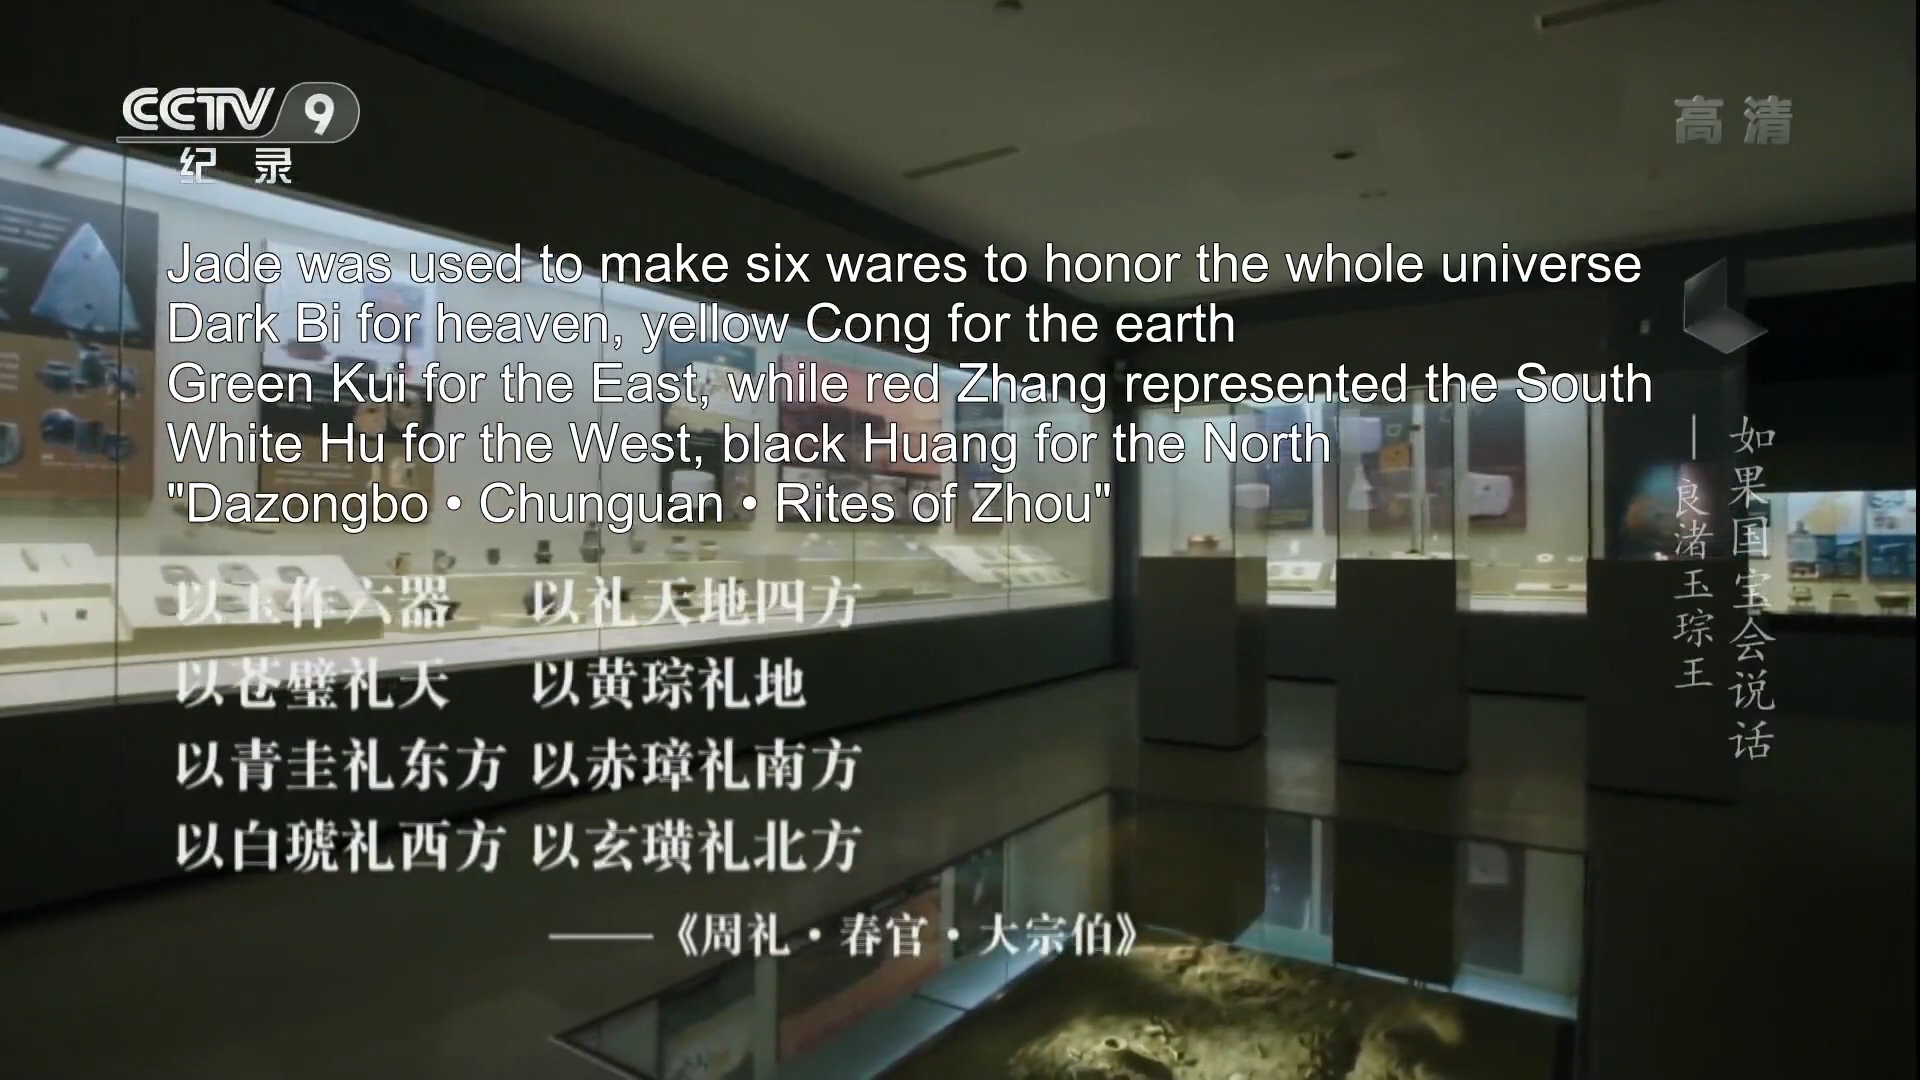 CCTV 9
纪 录
高清
Jade was used to make six wares to honor the whole universe
Dark Bi for heaven, yellow Cong for the earth
Green Kui for the East, while red Zhang represented the South
White Hu for the West, black Huang for the North
"Dazongbo • Chunguan • Rites of Zhou"
以玉作六器 以礼天地四方
以苍璧礼天 以黄琮礼地
以青圭礼东方 以赤璋礼南方
以白琥礼西方 以玄璜礼北方
——《周礼·春官·大宗伯》
如果国宝会说话
—良渚玉琮王